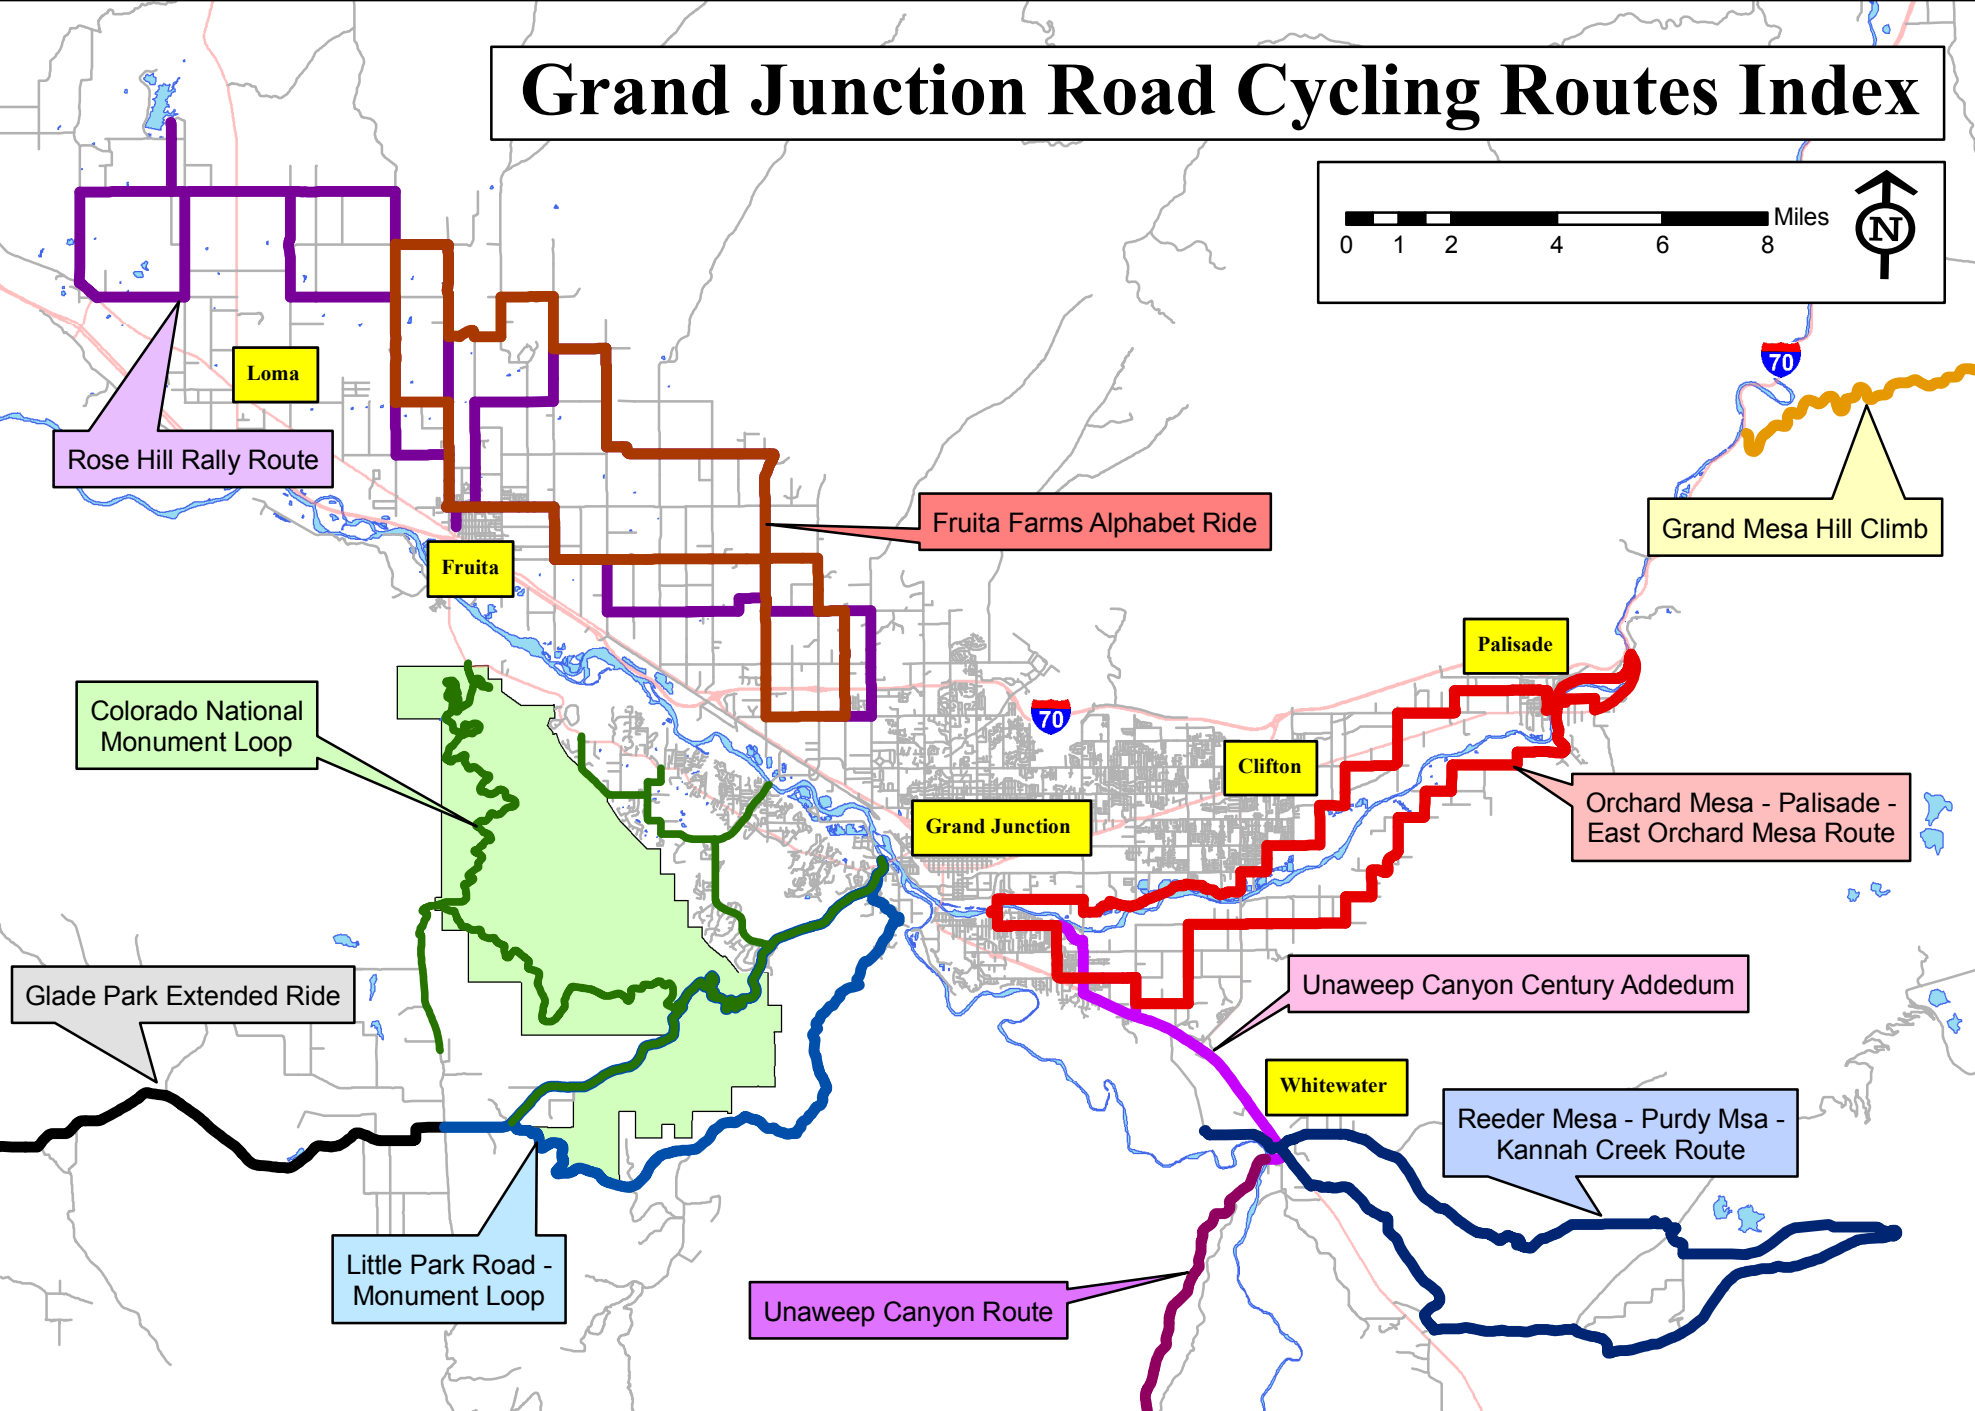 Grand Junction Road Cycling Routes Index
Miles
0 1 2 4 6 8
N
70
Loma
Rose Hill Rally Route
Grand Mesa Hill Climb
Fruita Farms Alphabet Ride
Fruita
Palisade
Colorado National
Monument Loop
70
Clifton
Orchard Mesa - Palisade -
East Orchard Mesa Route
Grand Junction
Glade Park Extended Ride
Unaweep Canyon Century Addedum
Whitewater
Reeder Mesa - Purdy Msa -
Kannah Creek Route
Little Park Road -
Monument Loop
Unaweep Canyon Route